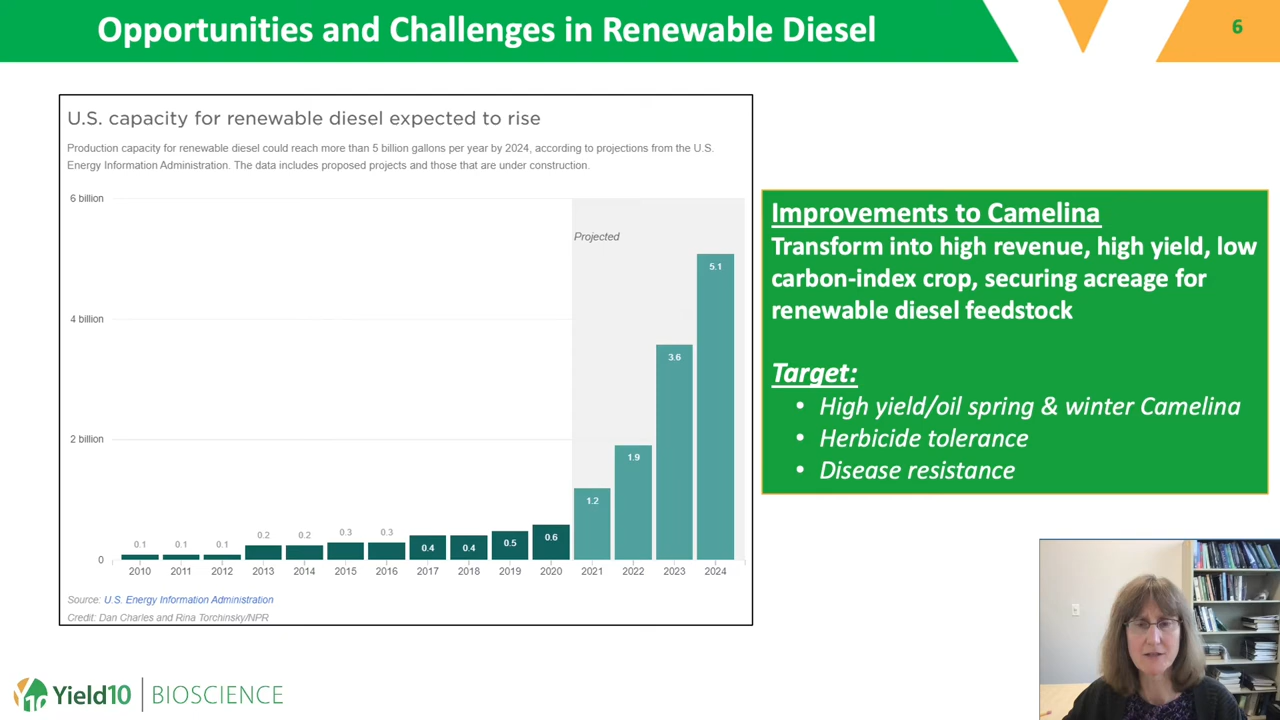 Opportunities and Challenges in Renewable Diesel
6
U.S. capacity for renewable diesel expected to rise
Production capacity for renewable diesel could reach more than 5 billion gallons per year by 2024, according to projections from the U.S.
Energy Information Administration. The data includes proposed projects and those that are under construction.
6 billion
Projected
5.1
4 billion
3.6
2 billion
1.9
1.2
0.1 0.1 0.1 0.2 0.2 0.3 0.3 0.4 0.4 0.5 0.6
0
2010 2011 2012 2013 2014 2015 2016 2017 2018 2019 2020 2021 2022 2023 2024
Source: U.S. Energy Information Administration
Credit: Dan Charles and Rina Torchinsky/NPR
Improvements to Camelina
Transform into high revenue, high yield, low
carbon-index crop, securing acreage for
renewable diesel feedstock
Target:
• High yield/oil spring & winter Camelina
• Herbicide tolerance
• Disease resistance
Yield10 BIOSCIENCE